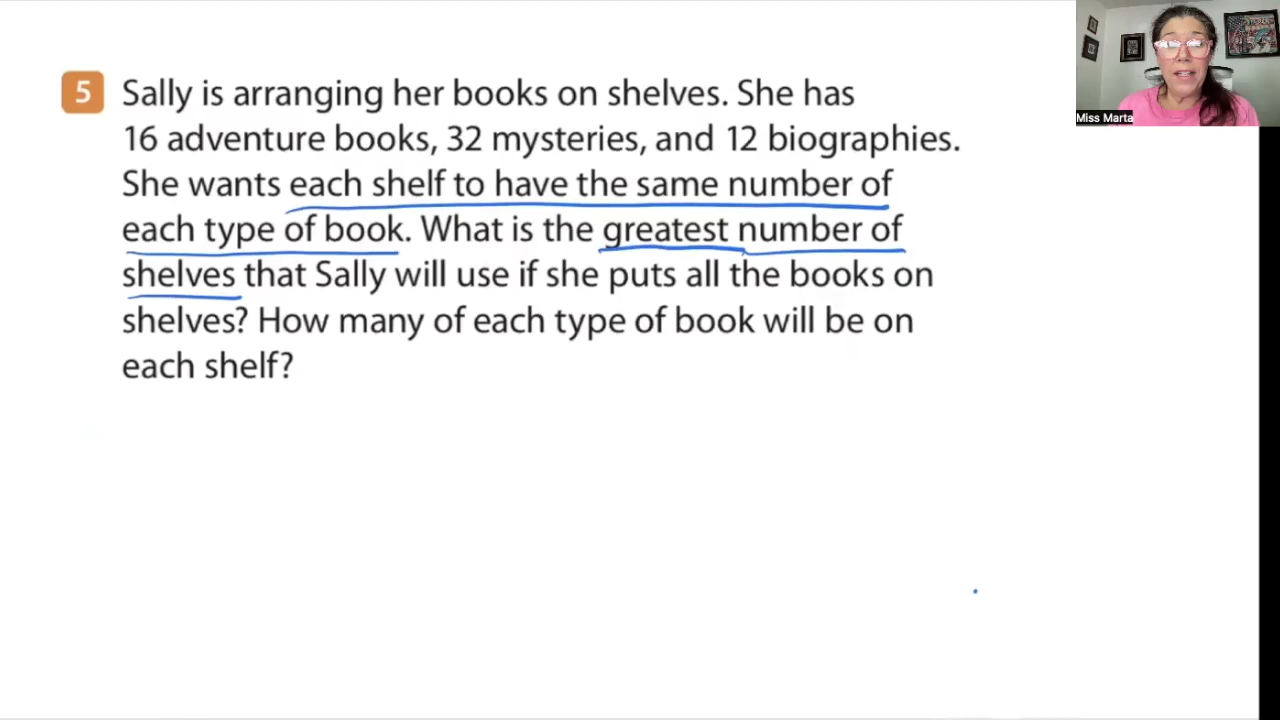 5 Sally is arranging her books on shelves. She has
16 adventure books, 32 mysteries, and 12 biographies.
She wants each shelf to have the same number of
each type of book. What is the greatest number of
shelves that Sally will use if she puts all the books on
shelves? How many of each type of book will be on
each shelf?
Miss Marta